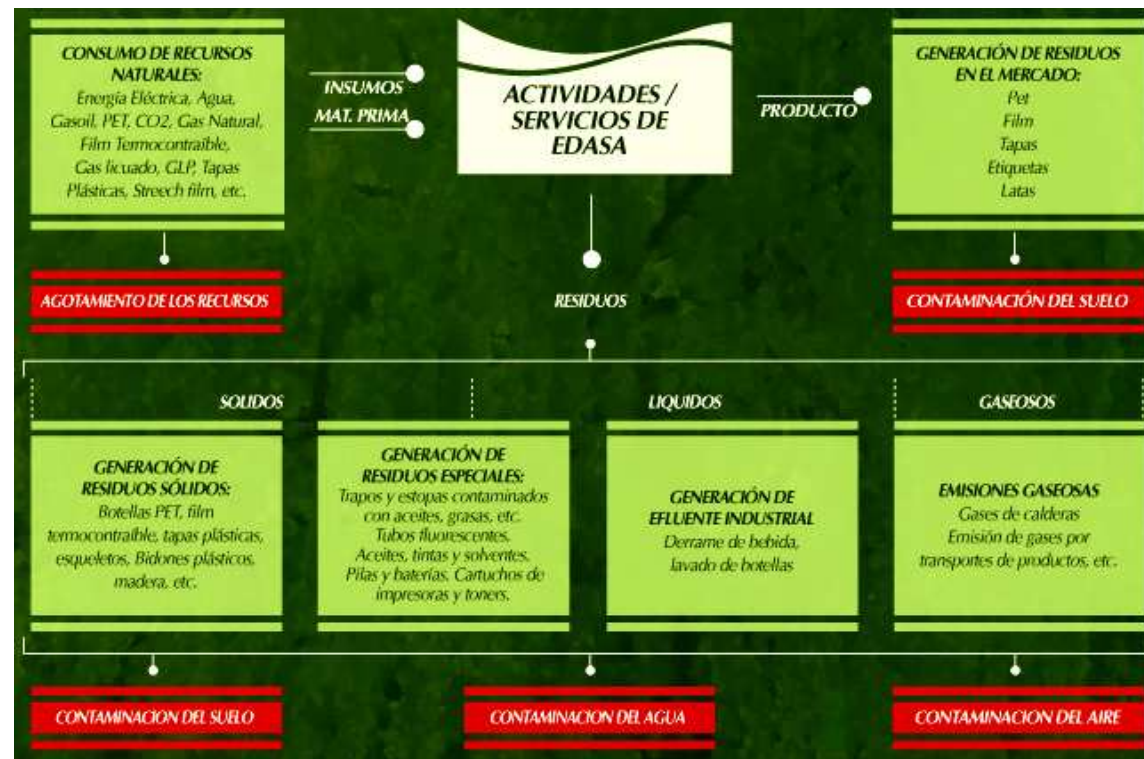 CONSUMO DE RECURSOS
NATURALES:
Energía Eléctrica, Agua,
Gasoil, PET, CO2, Gas Natural,
Film Termocontraíble,
Gas licuado, GLP, Tapas
Plásticas, Streech film, etc.
AGOTAMIENTO DE LOS RECURSOS
INSUMOS
MAT. PRIMA
ACTIVIDADES /
SERVICIOS DE
EDASA
PRODUCTO
GENERACIÓN DE RESIDUOS
EN EL MERCADO:
Pet
Film
Tapas
Etiquetas
Latas
CONTAMINACIÓN DEL SUELO
RESIDUOS
SOLIDOS
LIQUIDOS
GASEOSOS
GENERACIÓN DE
RESIDUOS SÓLIDOS:
Botellas PET, film
termocontraíble, tapas plásticas,
esqueletos, Bidones plásticos,
madera, etc.
GENERACIÓN DE
RESIDUOS ESPECIALES:
Trapos y estopas contaminados
con aceites, grasas, etc.
Tubos fluorescentes.
Aceites, tintas y solventes.
Pilas y baterías. Cartuchos de
impresoras y toners.
GENERACIÓN DE
EFLUENTE INDUSTRIAL
Derrame de bebida,
lavado de botellas
EMISIONES GASEOSAS
Gases de calderas
Emisión de gases por
transportes de productos, etc.
CONTAMINACION DEL SUELO
CONTAMINACION DEL AGUA
CONTAMINACION DEL AIRE